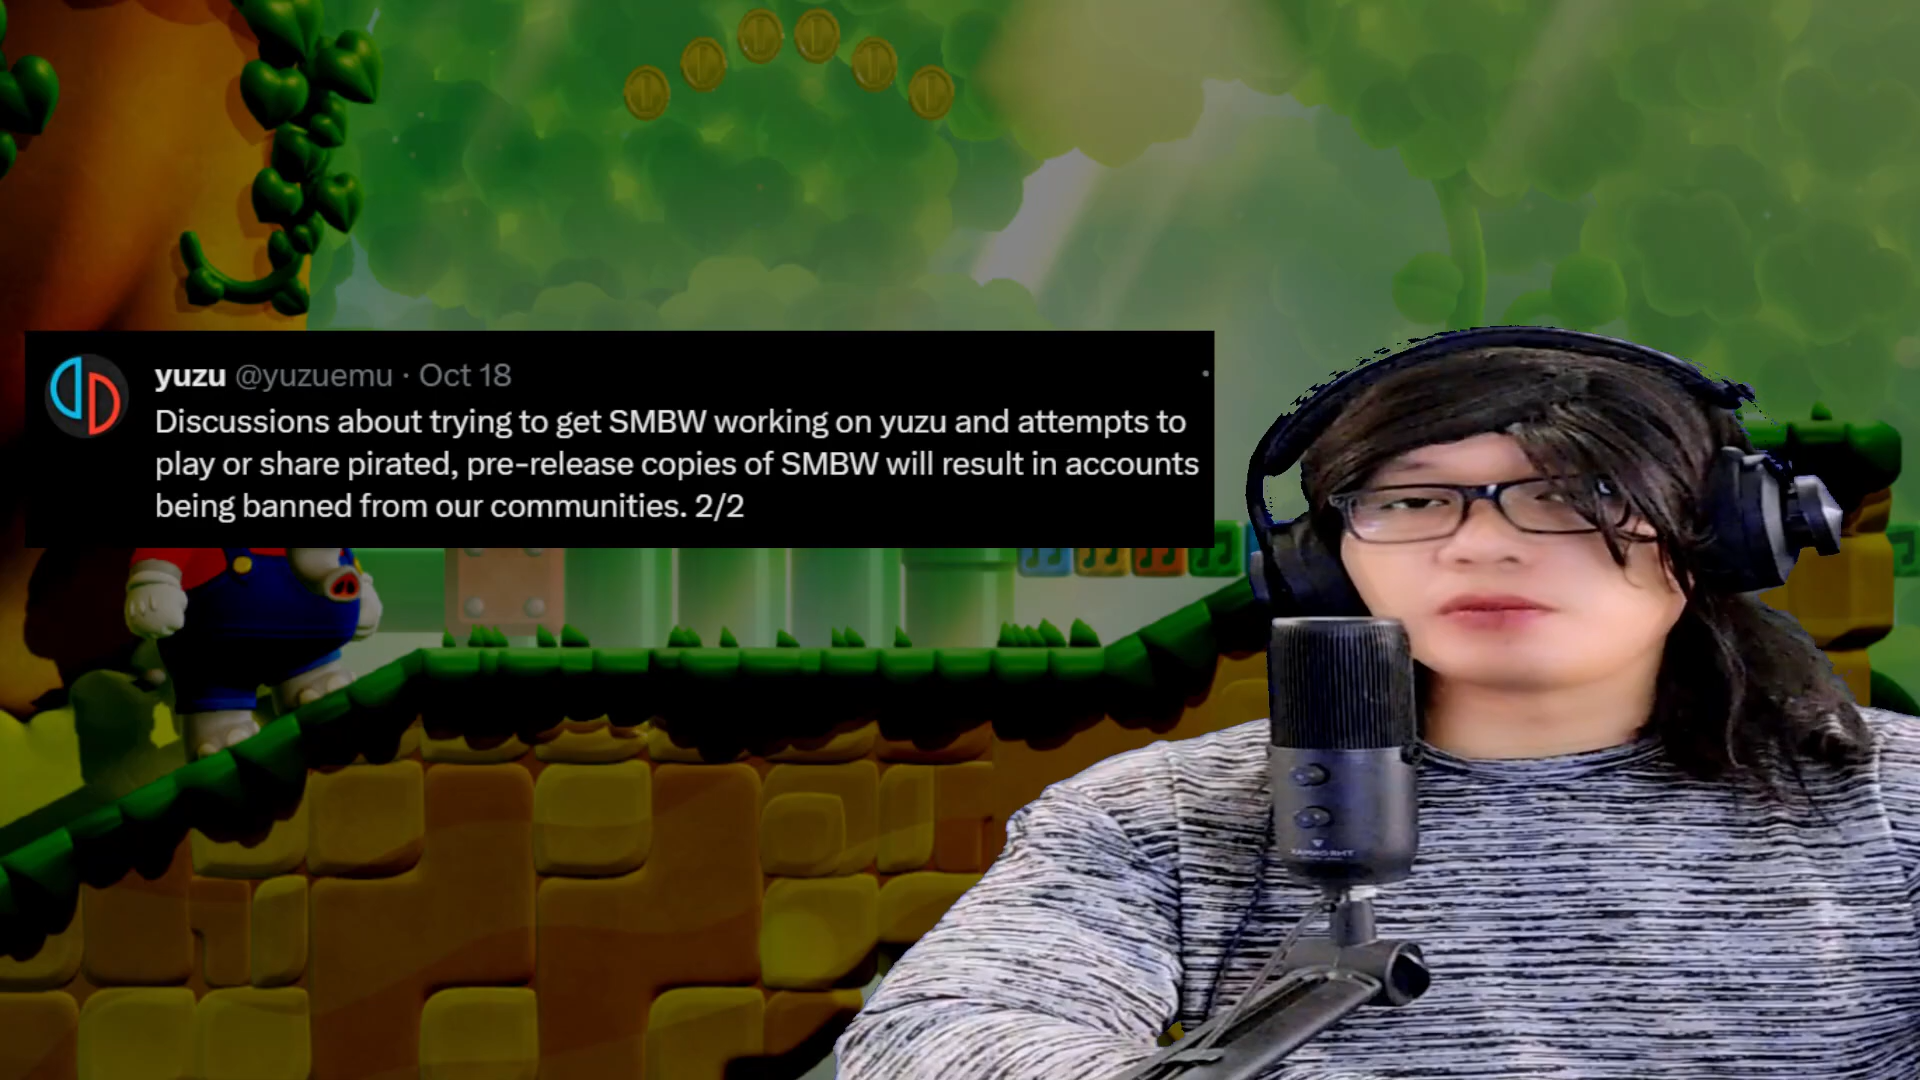 yuzu @yuzuemu · Oct 18
Discussions about trying to get SMBW working on yuzu and attempts to
play or share pirated, pre-release copies of SMBW will result in accounts
being banned from our communities. 2/2